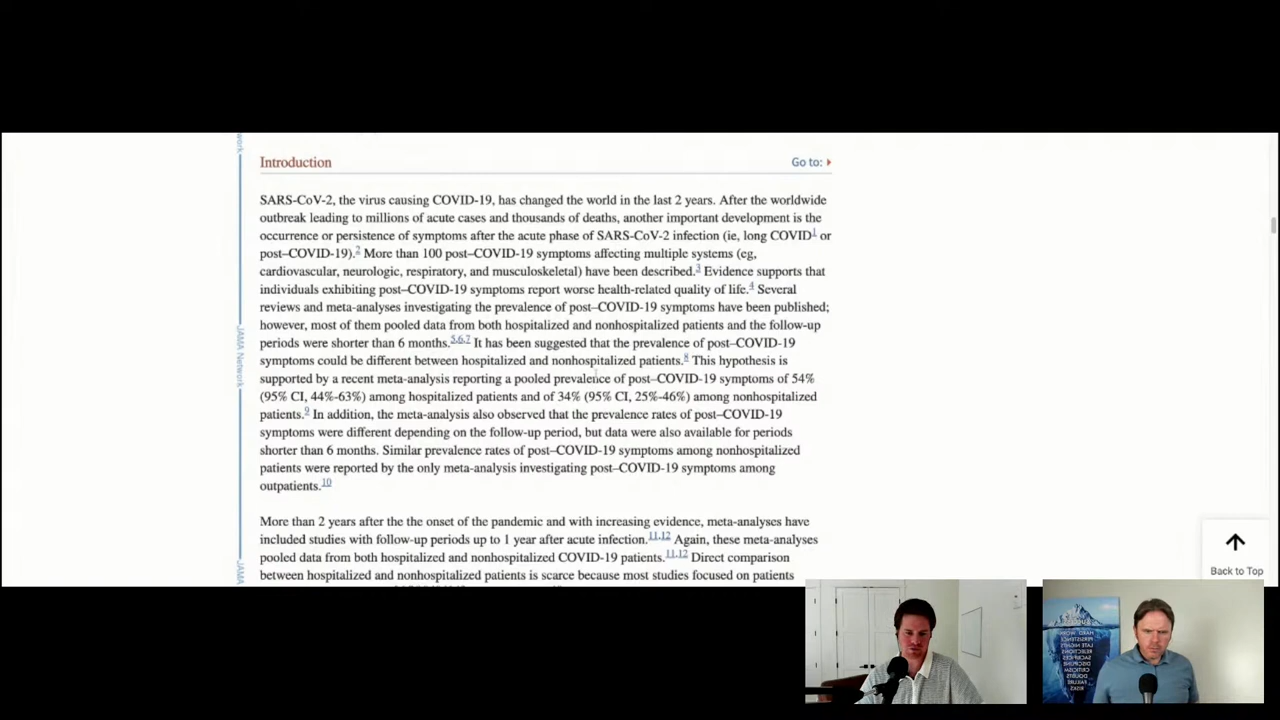 Introduction
Go to:
SARS-CoV-2, the virus causing COVID-19, has changed the world in the last 2 years. After the worldwide
outbreak leading to millions of acute cases and thousands of deaths, another important development is the
occurrence or persistence of symptoms after the acute phase of SARS-CoV-2 infection (ie, long COVID1 or
post–COVID-19).2 More than 100 post–COVID-19 symptoms affecting multiple systems (eg,
cardiovascular, neurologic, respiratory, and musculoskeletal) have been described.3 Evidence supports that
individuals exhibiting post–COVID-19 symptoms report worse health-related quality of life.4 Several
reviews and meta-analyses investigating the prevalence of post–COVID-19 symptoms have been published;
however, most of them pooled data from both hospitalized and nonhospitalized patients and the follow-up
periods were shorter than 6 months.5,6,7 It has been suggested that the prevalence of post–COVID-19
symptoms could be different between hospitalized and nonhospitalized patients.8 This hypothesis is
supported by a recent meta-analysis reporting a pooled prevalence of post–COVID-19 symptoms of 54%
(95% CI, 44%-63%) among hospitalized patients and of 34% (95% CI, 25%-46%) among nonhospitalized
patients.9 In addition, the meta-analysis also observed that the prevalence rates of post–COVID-19
symptoms were different depending on the follow-up period, but data were also available for periods
shorter than 6 months. Similar prevalence rates of post–COVID-19 symptoms among nonhospitalized
patients were reported by the only meta-analysis investigating post–COVID-19 symptoms among
outpatients.10
More than 2 years after the the onset of the pandemic and with increasing evidence, meta-analyses have
included studies with follow-up periods up to 1 year after acute infection.11,12 Again, these meta-analyses
pooled data from both hospitalized and nonhospitalized COVID-19 patients.11,12 Direct comparison
between hospitalized and nonhospitalized patients is scarce because most studies focused on patients
JAMA Network
JAMA
Back to Top
HARD WORK
PERSISTENCE
LATE NIGHTS
REJECTIONS
SACRIFICES
DISCIPLINE
CRITICISM
DOUBTS
FAILURE
RISKS